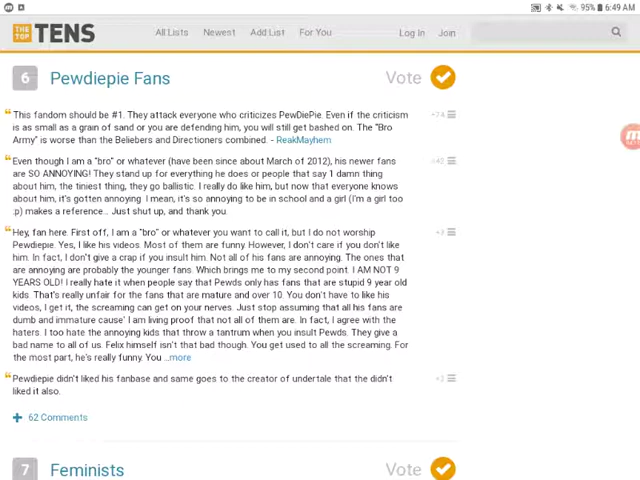 95% 6:49 AM
THE TOP TENS
All Lists Newest Add List For You Log In Join
6 Pewdiepie Fans Vote
This fandom should be #1. They attack everyone who criticizes PewDiePie. Even if the criticism +74
is as small as a grain of sand or you are defending him, you will still get bashed on. The "Bro
Army" is worse than the Beliebers and Directioners combined. - ReakMayhem
Even though I am a "bro" or whatever (have been since about March of 2012), his newer fans
are SO ANNOYING! They stand up for everything he does or people that say 1 damn thing
about him, the tiniest thing, they go ballistic. I really do like him, but now that everyone knows
about him, it's gotten annoying I mean, it's so annoying to be in school and a girl (I'm a girl too
:p) makes a reference... Just shut up, and thank you
Hey, fan here. First off, I am a "bro" or whatever you want to call it, but I do not worship +3
Pewdiepie. Yes, I like his videos. Most of them are funny. However, I don't care if you don't like
him. In fact, I don't give a crap if you insult him. Not all of his fans are annoying. The ones that
are annoying are probably the younger fans. Which brings me to my second point. I AM NOT 9
YEARS OLD! I really hate it when people say that Pewds only has fans that are stupid 9 year old
kids. That's really unfair for the fans that are mature and over 10. You don't have to like his
videos, I get it, the screaming can get on your nerves. Just stop assuming that all his fans are
dumb and immature cause' I am living proof that not all of them are. In fact, I agree with the
haters. I too hate the annoying kids that throw a tantrum when you insult Pewds. They give a
bad name to all of us. Felix himself isn't that bad though. You get used to all the screaming. For
the most part, he's really funny. You ...more
Pewdiepie didn't liked his fanbase and same goes to the creator of undertale that the didn't +2
liked it also.
+ 62 Comments
7 Feminists Vote